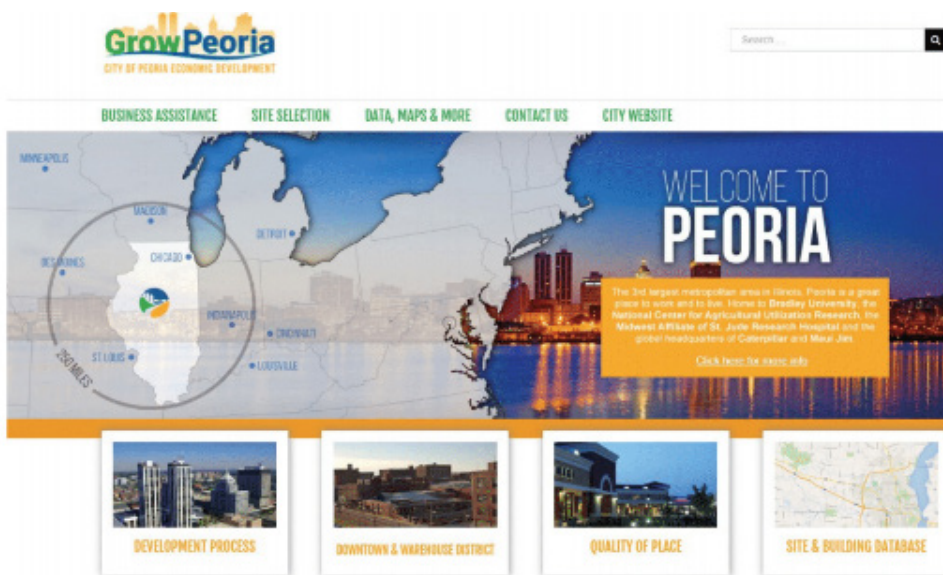 GrowPeoria
CITY OF PEORIA ECONOMIC DEVELOPMENT
Search ...
BUSINESS ASSISTANCE SITE SELECTION DATA, MAPS & MORE CONTACT US CITY WEBSITE
MINNEAPOLIS
MADISON
DETROIT
CHICAGO
DES MOINES
INDIANAPOLIS
CINCINNATI
ST LOUIS
LOUISVILLE
250 MILES
WELCOME TO
PEORIA
The 3rd largest metropolitan area in Illinois, Peoria is a great
place to work and to live. Home to Bradley University, the
National Center for Agricultural Utilization Research, the
Midwest Affiliate of St. Jude Research Hospital and the
global headquarters of Caterpillar and Maui Jim.
Click here for more info
DEVELOPMENT PROCESS
DOWNTOWN & WAREHOUSE DISTRICT
QUALITY OF PLACE
SITE & BUILDING DATABASE